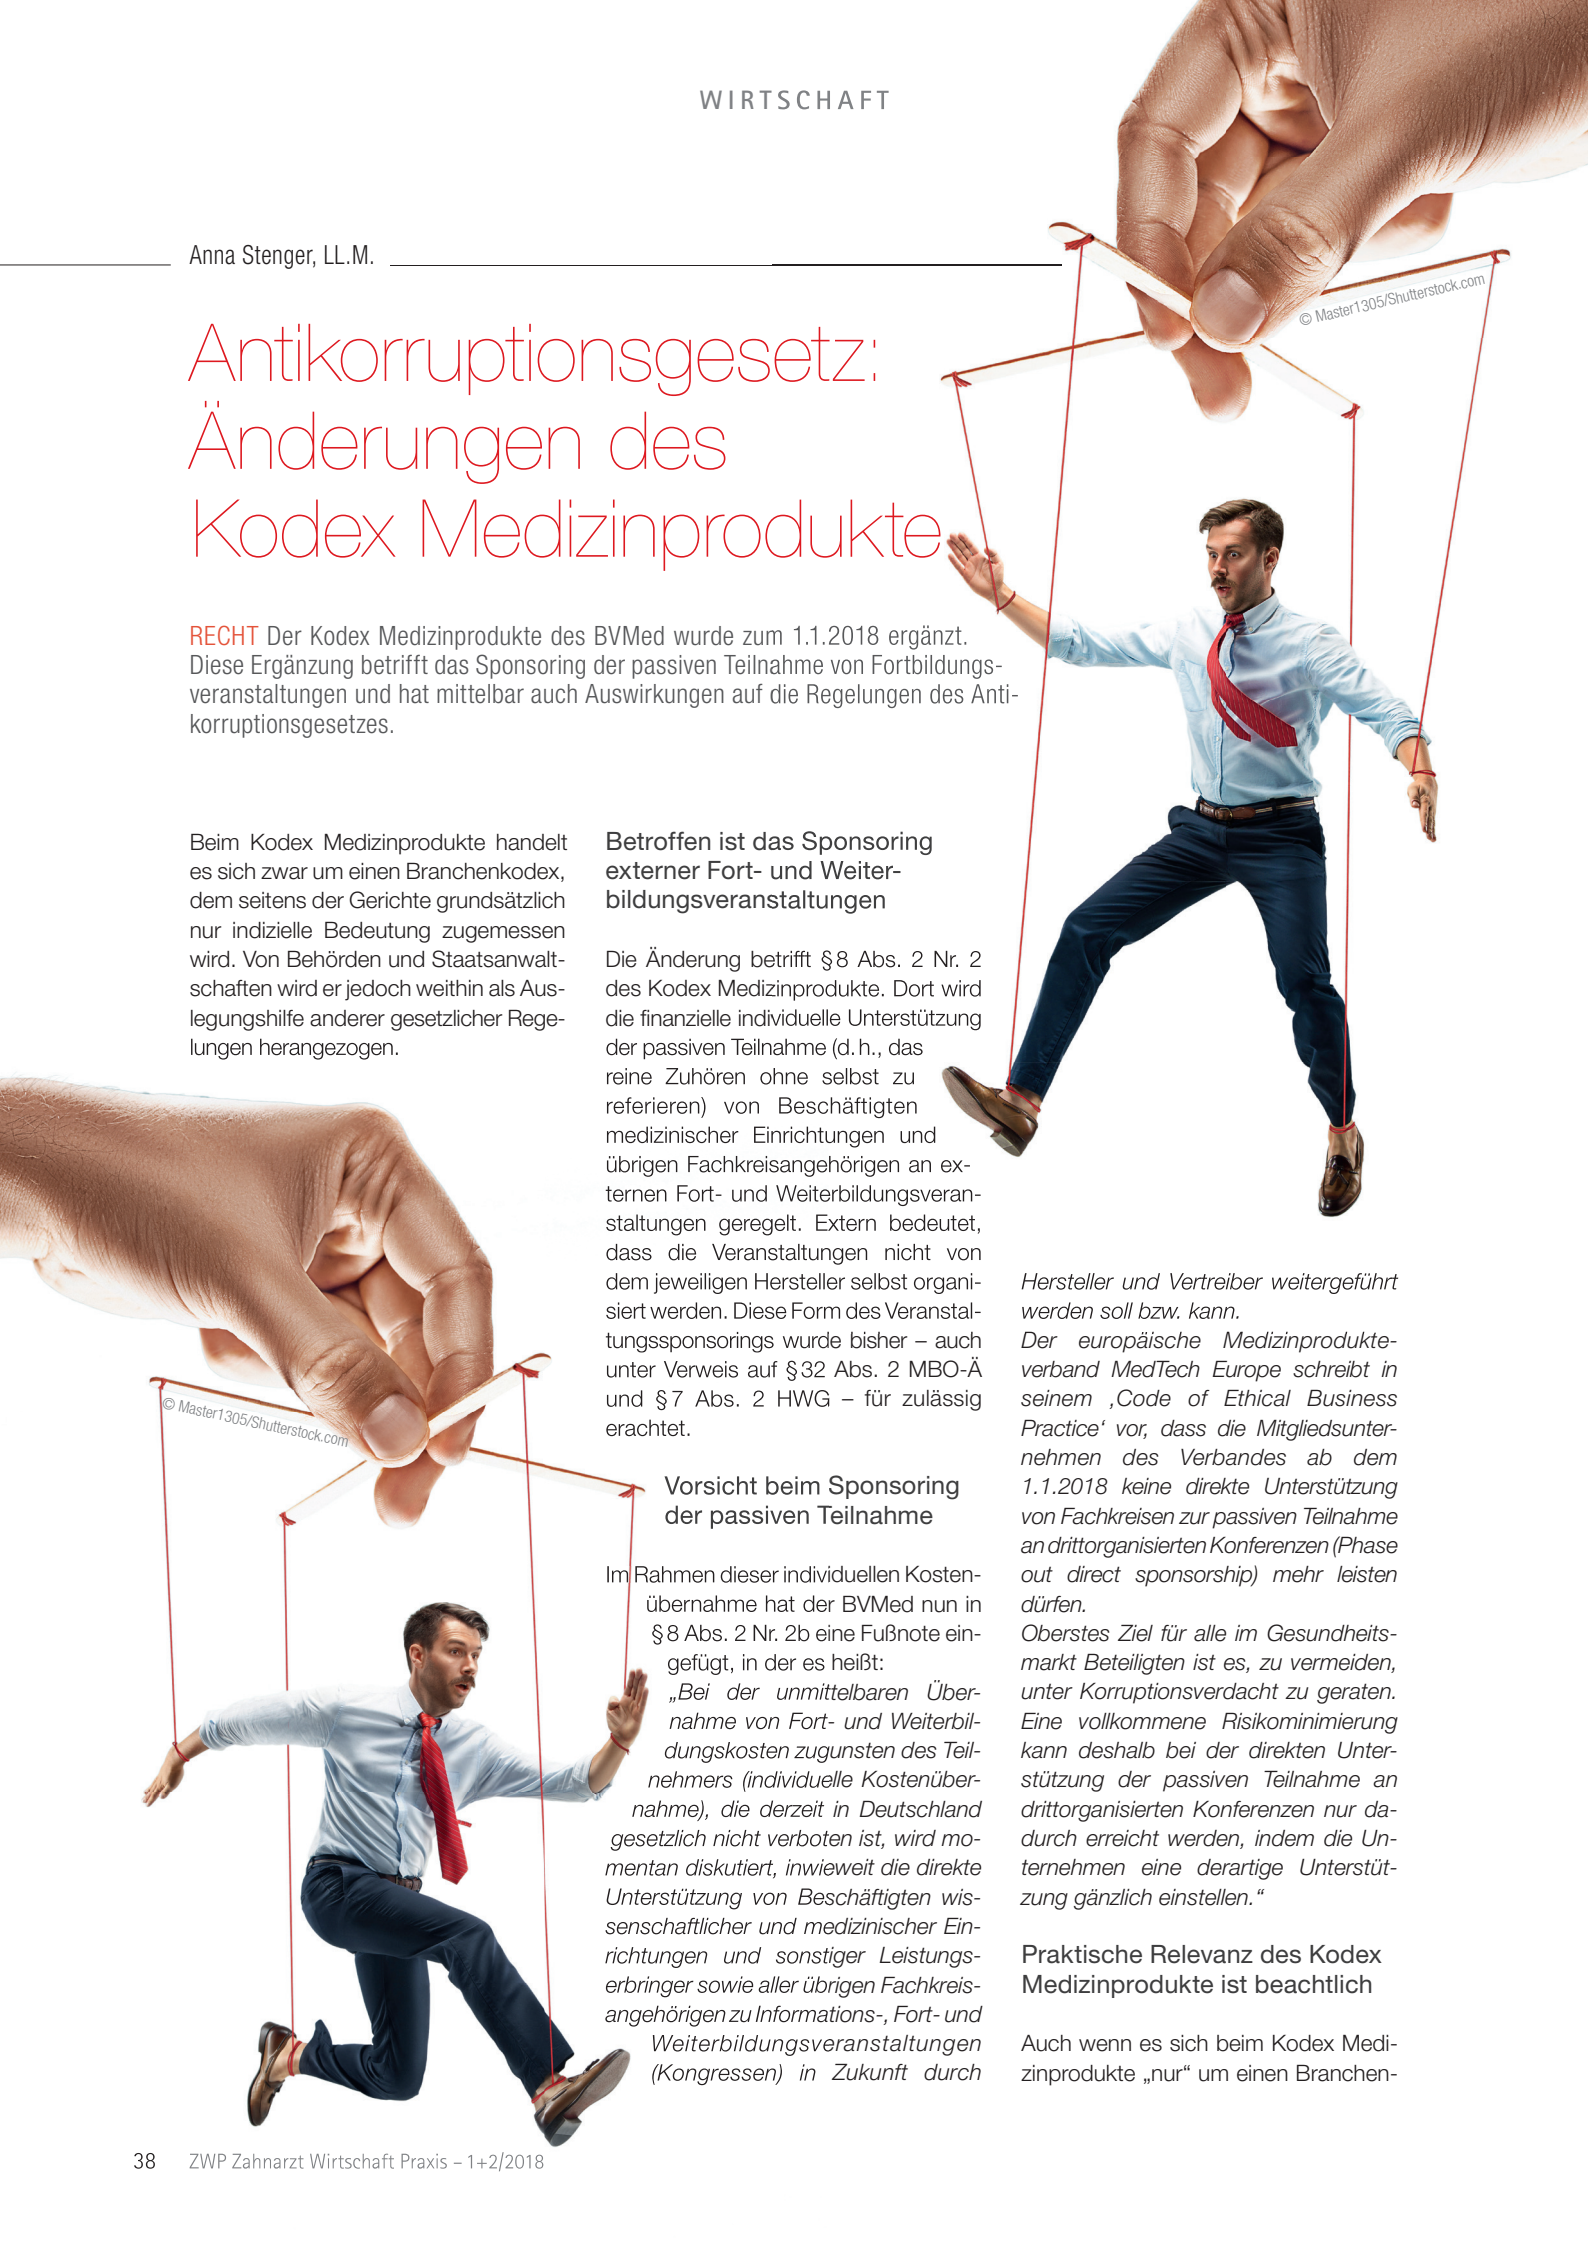 WIRTSCHAFT
Anna Stenger, LL.M.
© Master1305/Shutterstock.com
Antikorruptionsgesetz:
Änderungen des
Kodex Medizinprodukte
RECHT Der Kodex Medizinprodukte des BVMed wurde zum 1.1.2018 ergänzt.
Diese Ergänzung betrifft das Sponsoring der passiven Teilnahme von Fortbildungs-
veranstaltungen und hat mittelbar auch Auswirkungen auf die Regelungen des Anti-
korruptionsgesetzes.
Beim Kodex Medizinprodukte handelt
es sich zwar um einen Branchenkodex,
dem seitens der Gerichte grundsätzlich
nur indizielle Bedeutung zugemessen
wird. Von Behörden und Staatsanwalt-
schaften wird er jedoch weithin als Aus-
legungshilfe anderer gesetzlicher Rege-
lungen herangezogen.
© Master1305/Shutterstock.com
Betroffen ist das Sponsoring
externer Fort- und Weiter-
bildungsveranstaltungen
Die Änderung betrifft § 8 Abs. 2 Nr. 2
des Kodex Medizinprodukte. Dort wird
die finanzielle individuelle Unterstützung
der passiven Teilnahme (d. h., das
reine Zuhören ohne selbst zu
referieren) von Beschäftigten
medizinischer Einrichtungen und
übrigen Fachkreisangehörigen an ex-
ternen Fort- und Weiterbildungsveran-
staltungen geregelt. Extern bedeutet,
dass die Veranstaltungen nicht von
dem jeweiligen Hersteller selbst organi-
siert werden. Diese Form des Veranstal-
tungssponsorings wurde bisher – auch
unter Verweis auf § 32 Abs. 2 MBO-Ä
und § 7 Abs. 2 HWG – für zulässig
erachtet.
Vorsicht beim Sponsoring
der passiven Teilnahme
Im Rahmen dieser individuellen Kosten-
übernahme hat der BVMed nun in
§ 8 Abs. 2 Nr. 2b eine Fußnote ein-
gefügt, in der es heißt:
„Bei der unmittelbaren Über-
nahme von Fort- und Weiterbil-
dungskosten zugunsten des Teil-
nehmers (individuelle Kostenüber-
nahme), die derzeit in Deutschland
gesetzlich nicht verboten ist, wird mo-
mentan diskutiert, inwieweit die direkte
Unterstützung von Beschäftigten wis-
senschaftlicher und medizinischer Ein-
richtungen und sonstiger Leistungs-
erbringer sowie aller übrigen Fachkreis-
angehörigen zu Informations-, Fort- und
Weiterbildungsveranstaltungen
(Kongressen) in Zukunft durch
Hersteller und Vertreiber weitergeführt
werden soll bzw. kann.
Der europäische Medizinprodukte-
verband MedTech Europe schreibt in
seinem ‚Code of Ethical Business
Practice‘ vor, dass die Mitgliedsunter-
nehmen des Verbandes ab dem
1.1.2018 keine direkte Unterstützung
von Fachkreisen zur passiven Teilnahme
an drittorganisierten Konferenzen (Phase
out direct sponsorship) mehr leisten
dürfen.
Oberstes Ziel für alle im Gesundheits-
markt Beteiligten ist es, zu vermeiden,
unter Korruptionsverdacht zu geraten.
Eine vollkommene Risikominimierung
kann deshalb bei der direkten Unter-
stützung der passiven Teilnahme an
drittorganisierten Konferenzen nur da-
durch erreicht werden, indem die Un-
ternehmen eine derartige Unterstüt-
zung gänzlich einstellen.“
Praktische Relevanz des Kodex
Medizinprodukte ist beachtlich
Auch wenn es sich beim Kodex Medi-
zinprodukte „nur“ um einen Branchen-
38 ZWP Zahnarzt Wirtschaft Praxis – 1+2/2018